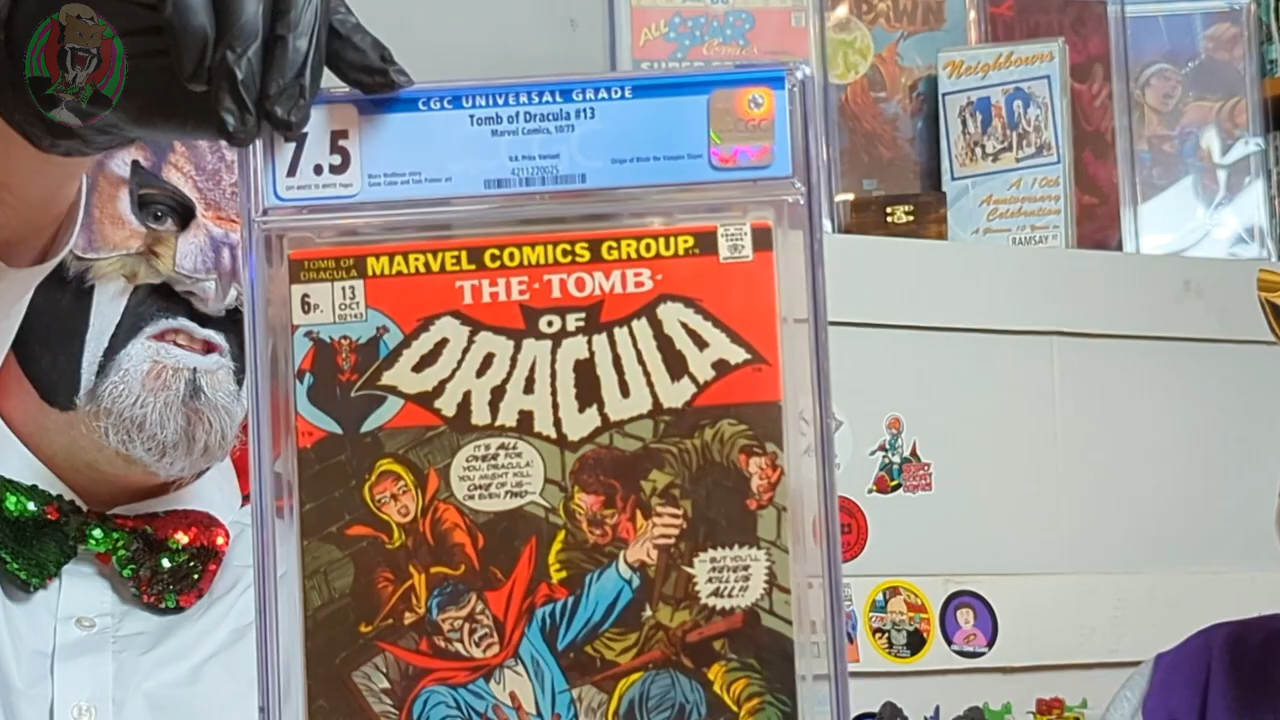 CGC UNIVERSAL GRADE
Tomb of Dracula #13
Marvel Comics, 10/73
7.5
OFF-WHITE TO WHITE Pages
U.K. Price Variant
Origin of Blade the Vampire Slayer.
4211220025
Marv Wolfman story
Gene Colan and Tom Palmer art
CGC
TOMB OF
DRACULA
MARVEL COMICS GROUP
6P.
13
OCT
02143
THE·TOMB·
OF
DRACULA
IT'S ALL
OVER FOR
YOU, DRACULA!
YOU MIGHT KILL
ONE OF US—
OR EVEN TWO—
—BUT YOU'LL
NEVER
KILL US
ALL!!
ALL
STAR
Comics
Neighbours
10
A 10th
Anniversary
Celebration
RAMSAY ST